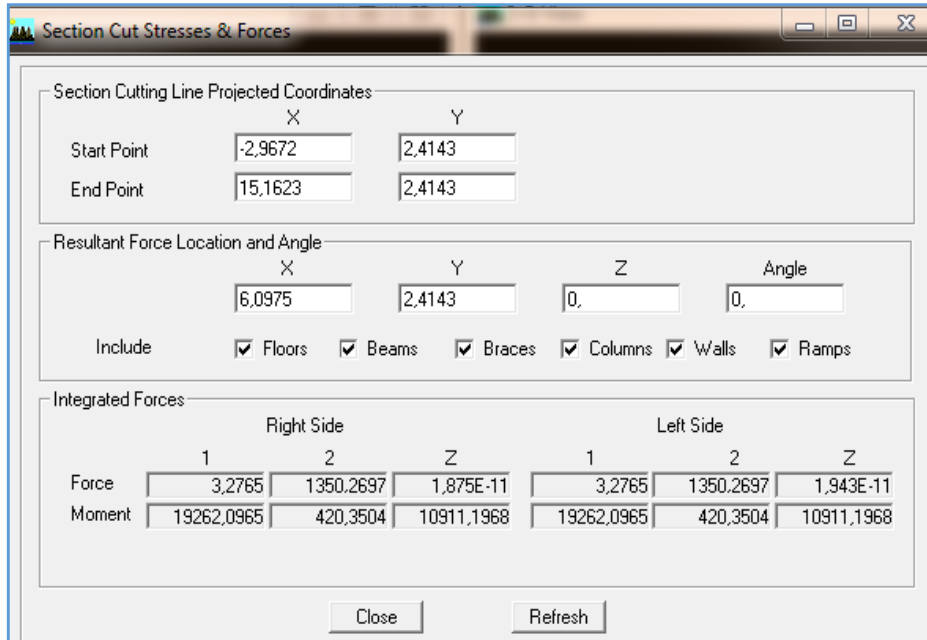 Section Cut Stresses & Forces
Section Cutting Line Projected Coordinates
X Y
Start Point -2,9672 2,4143
End Point 15,1623 2,4143
Resultant Force Location and Angle
X Y Z Angle
6,0975 2,4143 0, 0,
Include Floors Beams Braces Columns Walls Ramps
Integrated Forces
Right Side Left Side
1 2 Z 1 2 Z
Force 3,2765 1350,2697 1,875E-11 3,2765 1350,2697 1,943E-11
Moment 19262,0965 420,3504 10911,1968 19262,0965 420,3504 10911,1968
Close Refresh